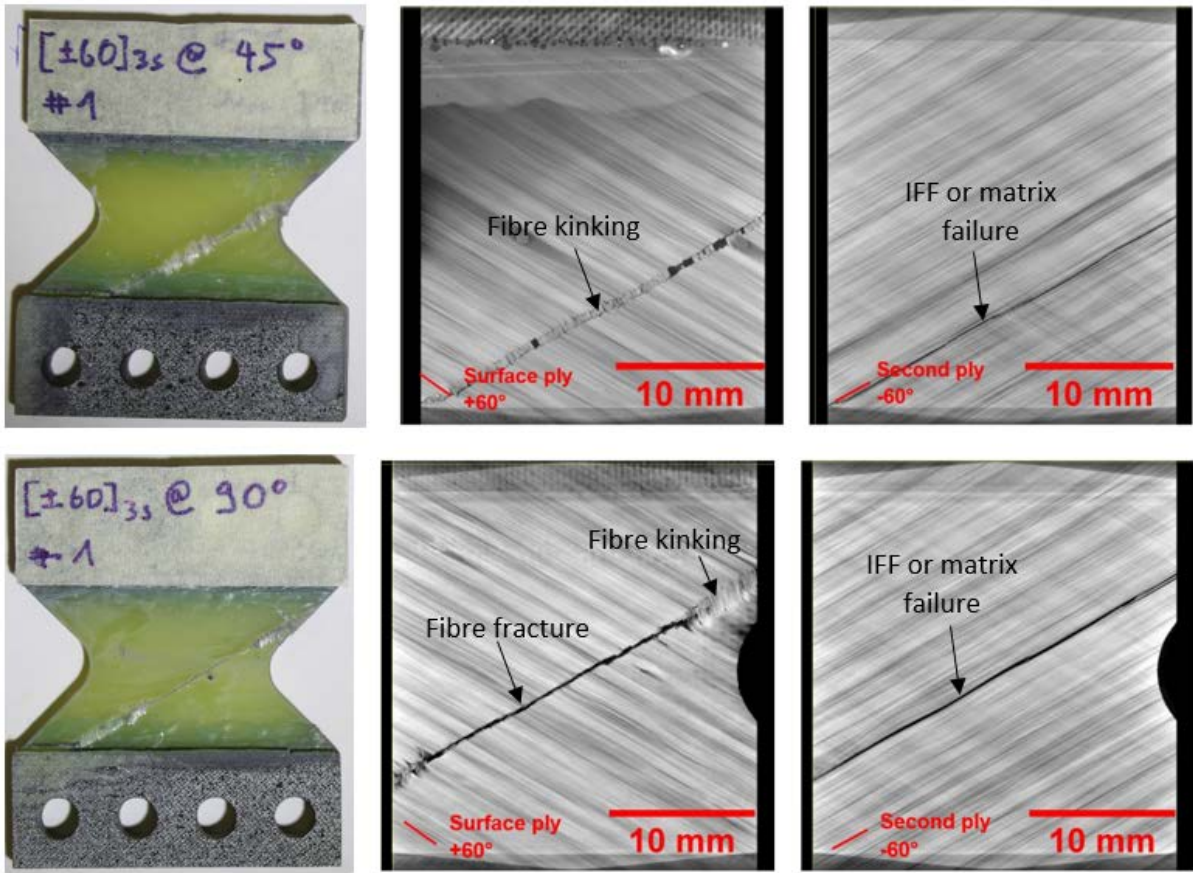 [±60]3s @ 45°
#1
Fibre kinking
Surface ply
+60°
10 mm
IFF or matrix
failure
Second ply
-60°
10 mm
[±60]3s @ 90°
#1
Fibre kinking
Fibre fracture
Surface ply
+60°
10 mm
IFF or matrix
failure
Second ply
-60°
10 mm